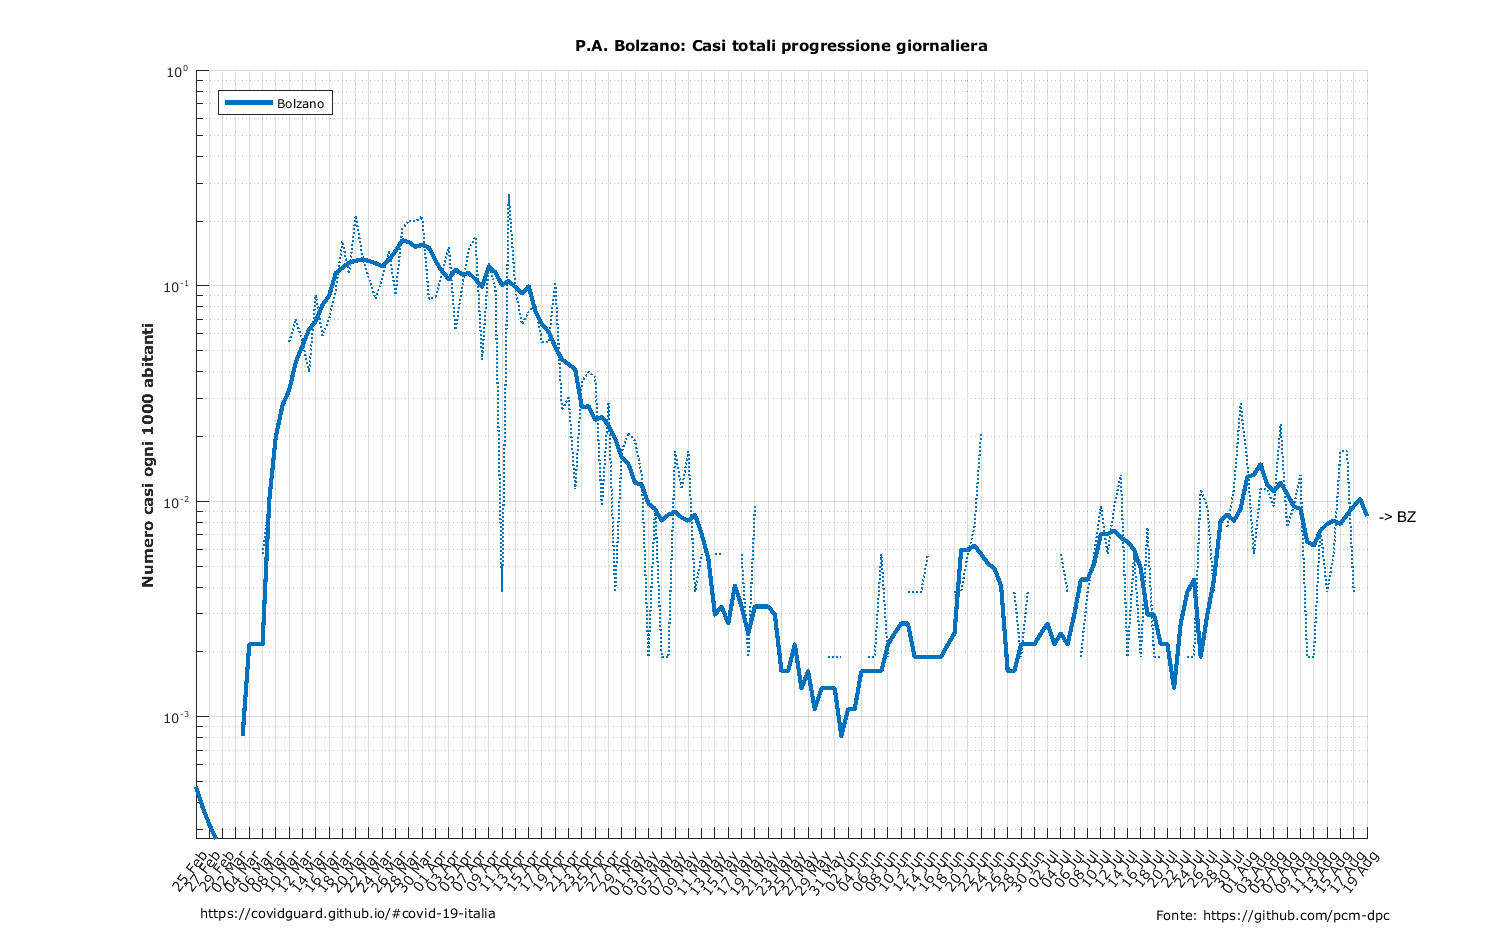 P.A. Bolzano: Casi totali progressione giornaliera
10^0
Bolzano
10^-1
Numero casi ogni 1000 abitanti
10^-2
-> BZ
10^-3
25 Feb
27 Feb
29 Feb
02 Mar
04 Mar
06 Mar
08 Mar
10 Mar
12 Mar
14 Mar
16 Mar
18 Mar
20 Mar
22 Mar
24 Mar
26 Mar
28 Mar
30 Mar
01 Apr
03 Apr
05 Apr
07 Apr
09 Apr
11 Apr
13 Apr
15 Apr
17 Apr
19 Apr
21 Apr
23 Apr
25 Apr
27 Apr
29 Apr
01 May
03 May
05 May
07 May
09 May
11 May
13 May
15 May
17 May
19 May
21 May
23 May
25 May
27 May
29 May
31 May
02 Jun
04 Jun
06 Jun
08 Jun
10 Jun
12 Jun
14 Jun
16 Jun
18 Jun
20 Jun
22 Jun
24 Jun
26 Jun
28 Jun
30 Jun
02 Jul
04 Jul
06 Jul
08 Jul
10 Jul
12 Jul
14 Jul
16 Jul
18 Jul
20 Jul
22 Jul
24 Jul
26 Jul
28 Jul
30 Jul
01 Aug
03 Aug
05 Aug
07 Aug
09 Aug
11 Aug
13 Aug
15 Aug
17 Aug
19 Aug
https://covidguard.github.io/#covid-19-italia
Fonte: https://github.com/pcm-dpc